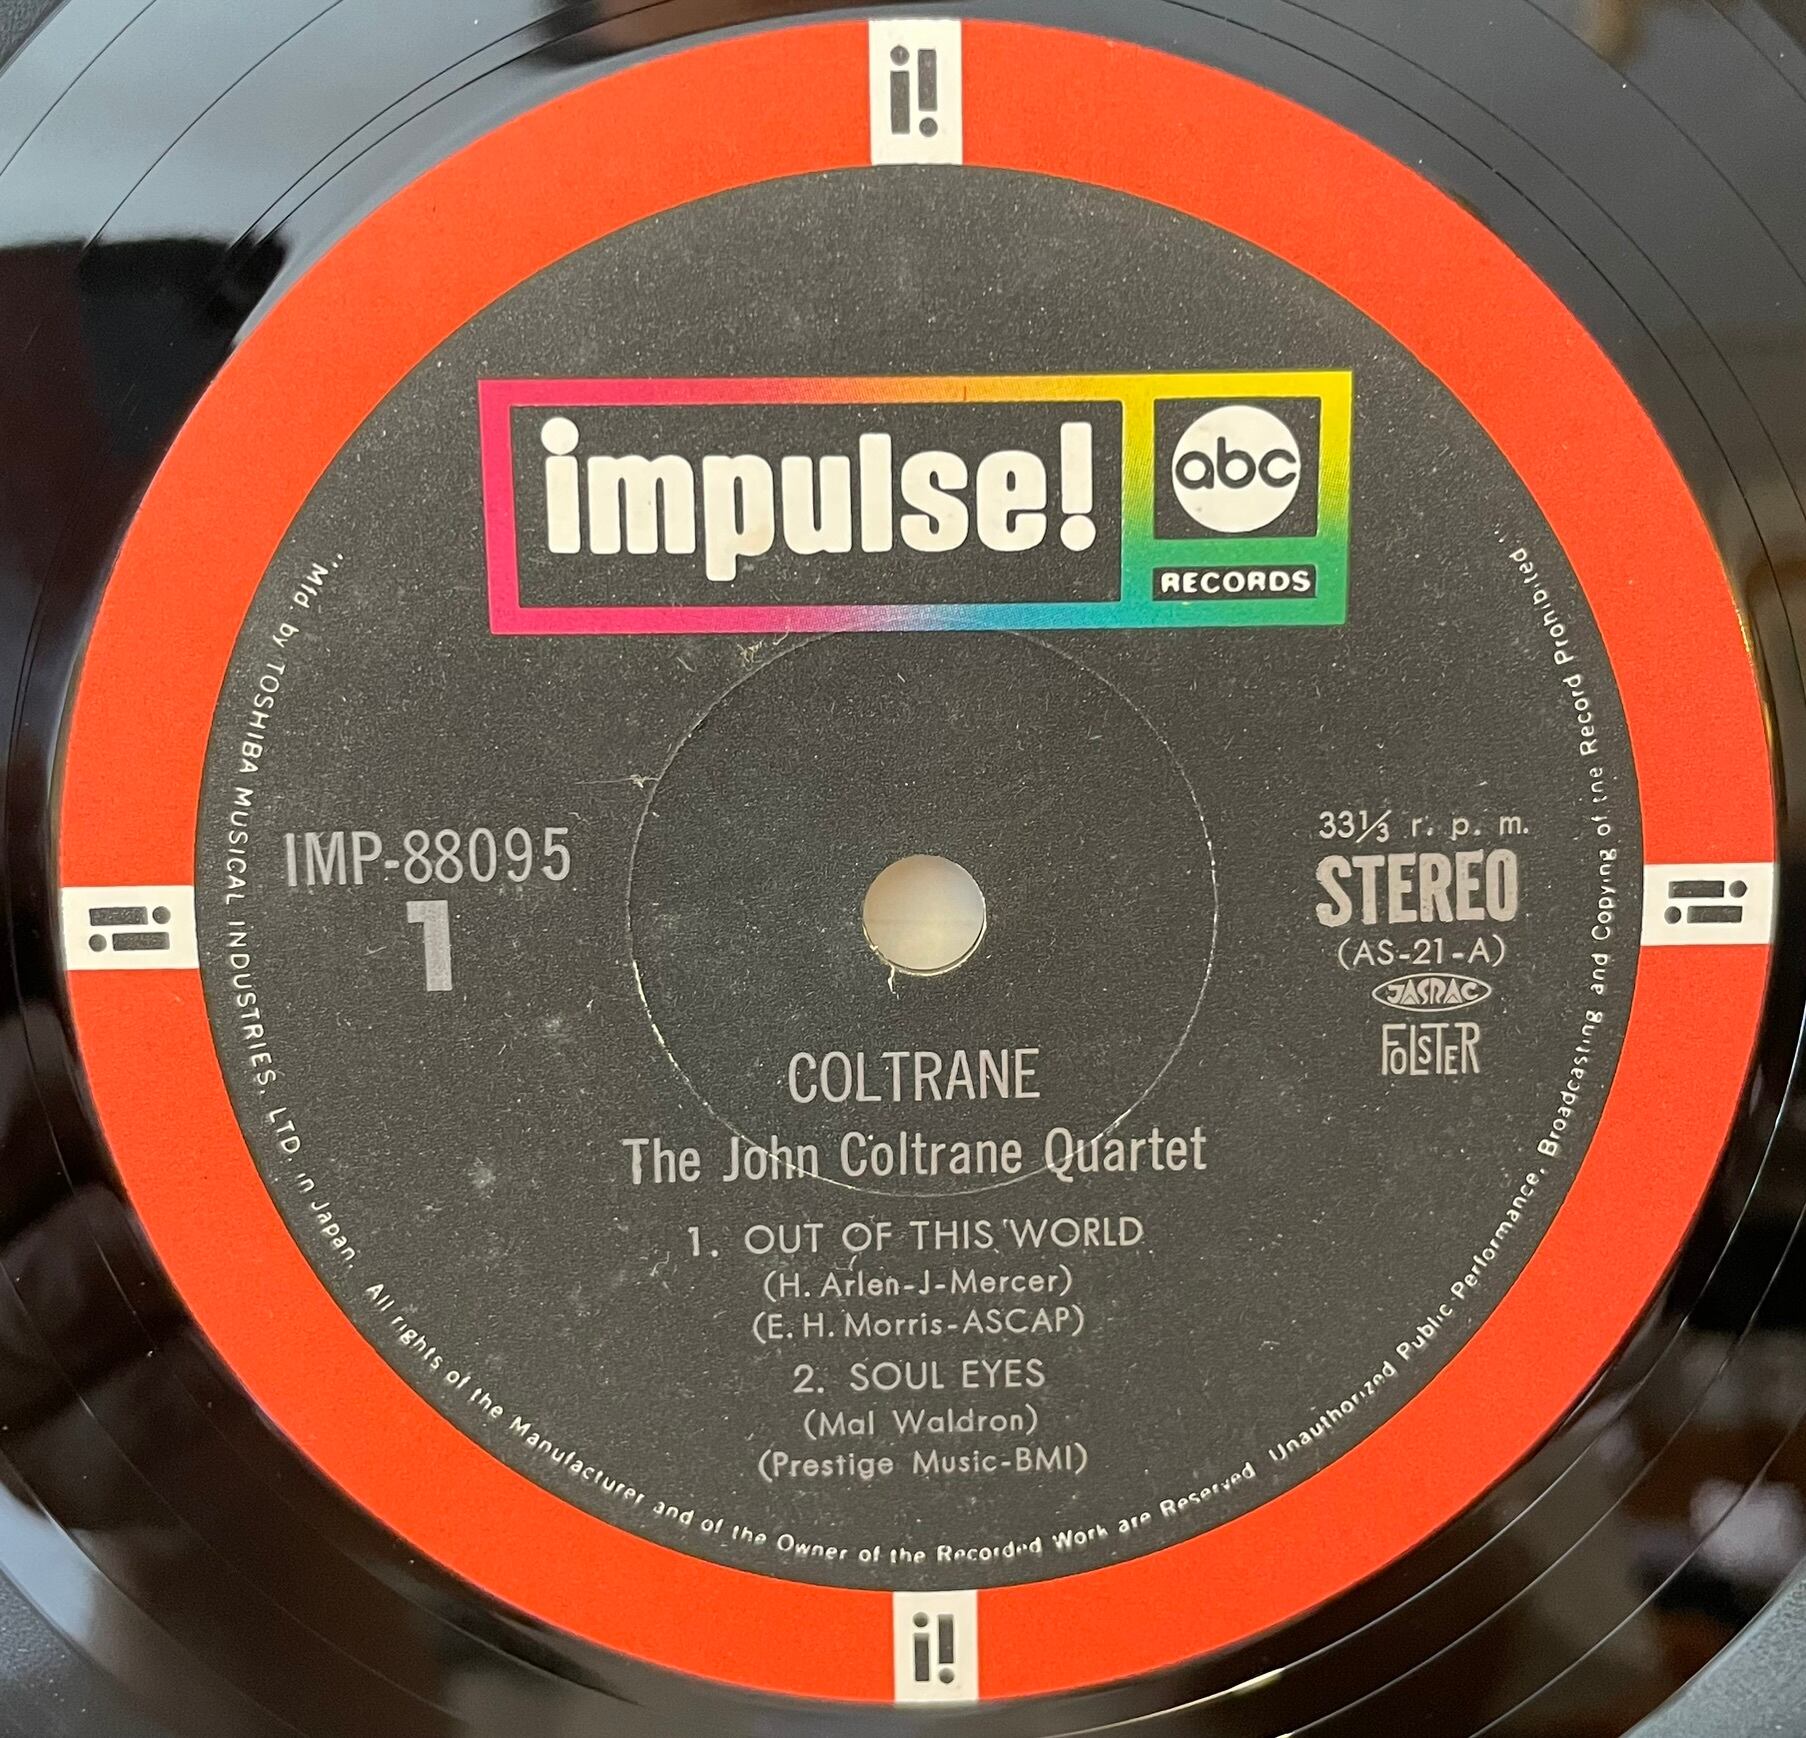 i!
impulse!
abc
RECORDS
IMP-88095
1
33⅓ r. p. m.
STEREO
(AS-21-A)
JASRAC
FOLSTER
i!
i!
COLTRANE
The John Coltrane Quartet
1. OUT OF THIS WORLD
(H. Arlen-J-Mercer)
(E. H. Morris-ASCAP)
2. SOUL EYES
(Mal Waldron)
(Prestige Music-BMI)
"Mfd. by TOSHIBA MUSICAL INDUSTRIES, LTD. in Japan. All rights of the Manufacturer and of the Owner of the Recorded Work are Reserved Unauthorized Public Performance, Broadcasting and Copying of the Record Prohibited"
i!